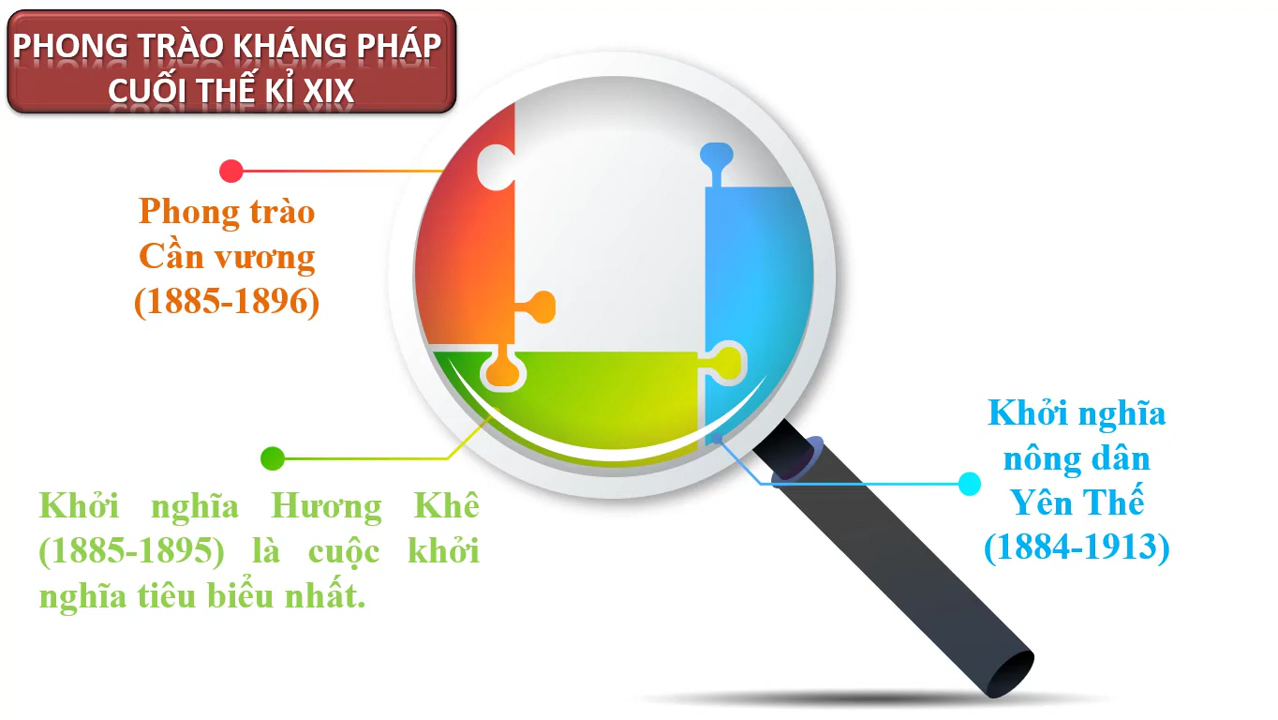 PHONG TRÀO KHÁNG PHÁP
CUỐI THẾ KỈ XIX
Phong trào
Cần vương
(1885-1896)
Khởi nghĩa Hương Khê
(1885-1895) là cuộc khởi
nghĩa tiêu biểu nhất.
Khởi nghĩa
nông dân
Yên Thế
(1884-1913)